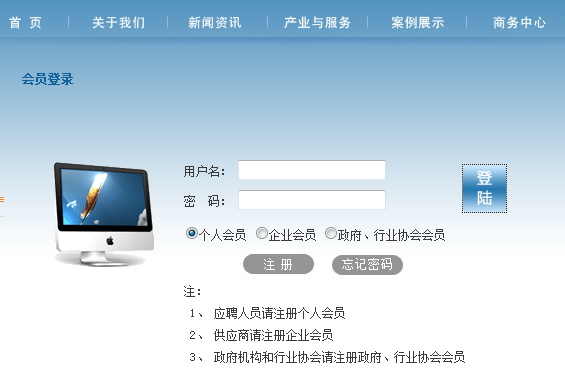 首 页 关于我们 新闻资讯 产业与服务 案例展示 商务中心
会员登录
用户名：
密 码：
登
陆
个人会员 企业会员 政府、行业协会会员
注 册 忘记密码
注：
1、 应聘人员请注册个人会员
2、 供应商请注册企业会员
3、 政府机构和行业协会请注册政府、行业协会会员